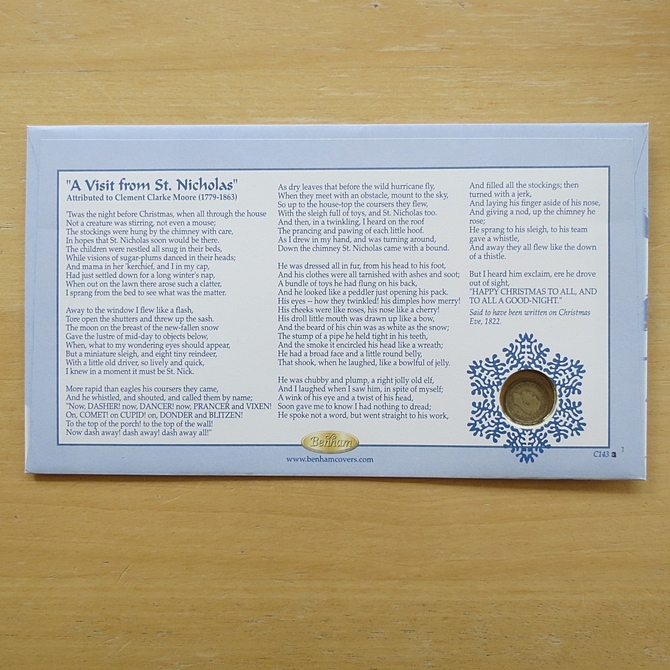 "A Visit from St. Nicholas"
Attributed to Clement Clarke Moore (1779-1863)
'Twas the night before Christmas, when all through the house
Not a creature was stirring, not even a mouse;
The stockings were hung by the chimney with care,
In hopes that St. Nicholas soon would be there.
The children were nestled all snug in their beds,
While visions of sugar-plums danced in their heads;
And mama in her 'kerchief, and I in my cap,
Had just settled down for a long winter's nap,
When out on the lawn there arose such a clatter,
I sprang from the bed to see what was the matter.
Away to the window I flew like a flash,
Tore open the shutters and threw up the sash.
The moon on the breast of the new-fallen snow
Gave the lustre of mid-day to objects below,
When, what to my wondering eyes should appear,
But a miniature sleigh, and eight tiny reindeer,
With a little old driver, so lively and quick,
I knew in a moment it must be St. Nick.
More rapid than eagles his coursers they came,
And he whistled, and shouted, and called them by name;
"Now, DASHER! now, DANCER! now, PRANCER and VIXEN!
On, COMET! on CUPID! on, DONDER and BLITZEN!
To the top of the porch! to the top of the wall!
Now dash away! dash away! dash away all!"
As dry leaves that before the wild hurricane fly,
When they meet with an obstacle, mount to the sky,
So up to the house-top the coursers they flew,
With the sleigh full of toys, and St. Nicholas too.
And then, in a twinkling, I heard on the roof
The prancing and pawing of each little hoof.
As I drew in my hand, and was turning around,
Down the chimney St. Nicholas came with a bound.
He was dressed all in fur, from his head to his foot,
And his clothes were all tarnished with ashes and soot;
A bundle of toys he had flung on his back,
And he looked like a peddler just opening his pack.
His eyes -- how they twinkled! his dimples how merry!
His cheeks were like roses, his nose like a cherry!
His droll little mouth was drawn up like a bow,
And the beard of his chin was as white as the snow;
The stump of a pipe he held tight in his teeth,
And the smoke it encircled his head like a wreath;
He had a broad face and a little round belly,
That shook, when he laughed, like a bowlful of jelly.
He was chubby and plump, a right jolly old elf,
And I laughed when I saw him, in spite of myself;
A wink of his eye and a twist of his head,
Soon gave me to know I had nothing to dread;
He spoke not a word, but went straight to his work,
And filled all the stockings; then
turned with a jerk,
And laying his finger aside of his nose,
And giving a nod, up the chimney he
rose;
He sprang to his sleigh, to his team
gave a whistle,
And away they all flew like the down
of a thistle.
But I heard him exclaim, ere he drove
out of sight,
"HAPPY CHRISTMAS TO ALL, AND
TO ALL A GOOD-NIGHT."
Said to have been written on Christmas
Eve, 1822.
Benham
www.benhamcovers.com
C143